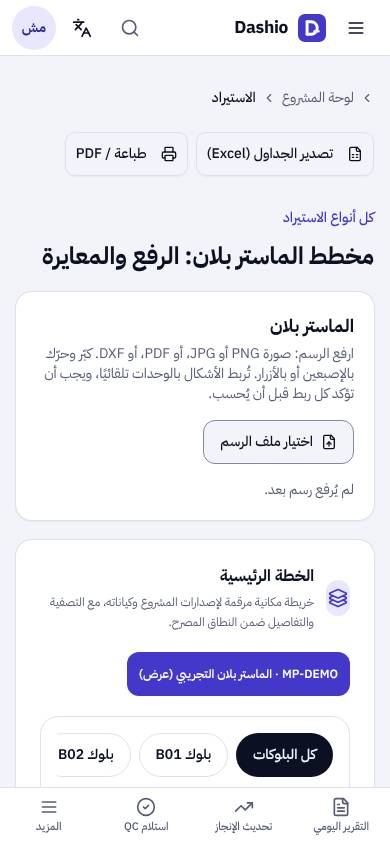 Dashio
مش
لوحة المشروع
الاستيراد
تصدير الجداول (Excel)
طباعة / PDF
كل أنواع الاستيراد
مخطط الماستر بلان: الرفع والمعايرة
الماستر بلان
ارفع الرسم: صورة PNG أو JPG، أو PDF، أو DXF. كبّر وحرّك
بالإصبعين أو بالأزرار. تُربط الأشكال بالوحدات تلقائيًا، ويجب أن
تؤكد كل ربط قبل أن يُحسب.
اختيار ملف الرسم
لم يُرفع رسم بعد.
الخطة الرئيسية
خريطة مكانية مرقمة لإصدارات المشروع وكياناته، مع التصفية
والتفاصيل ضمن النطاق المصرح.
MP-DEMO · الماستر بلان التجريبي (عرض)
كل البلوكات
بلوك B01
بلوك B02
التقرير اليومي
تحديث الإنجاز
استلام QC
المزيد